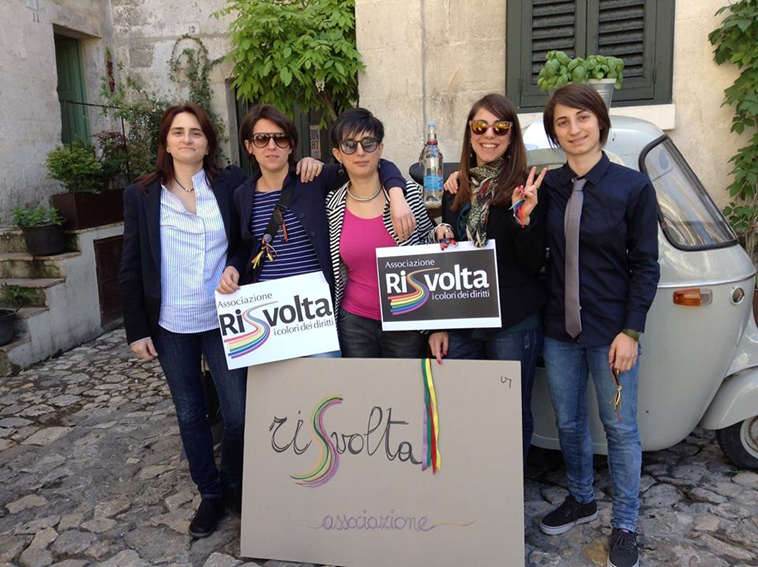 Associazione
RiSvolta
i colori dei diritti
Associazione
RiSvolta
i colori dei diritti
riSvolta
associazione